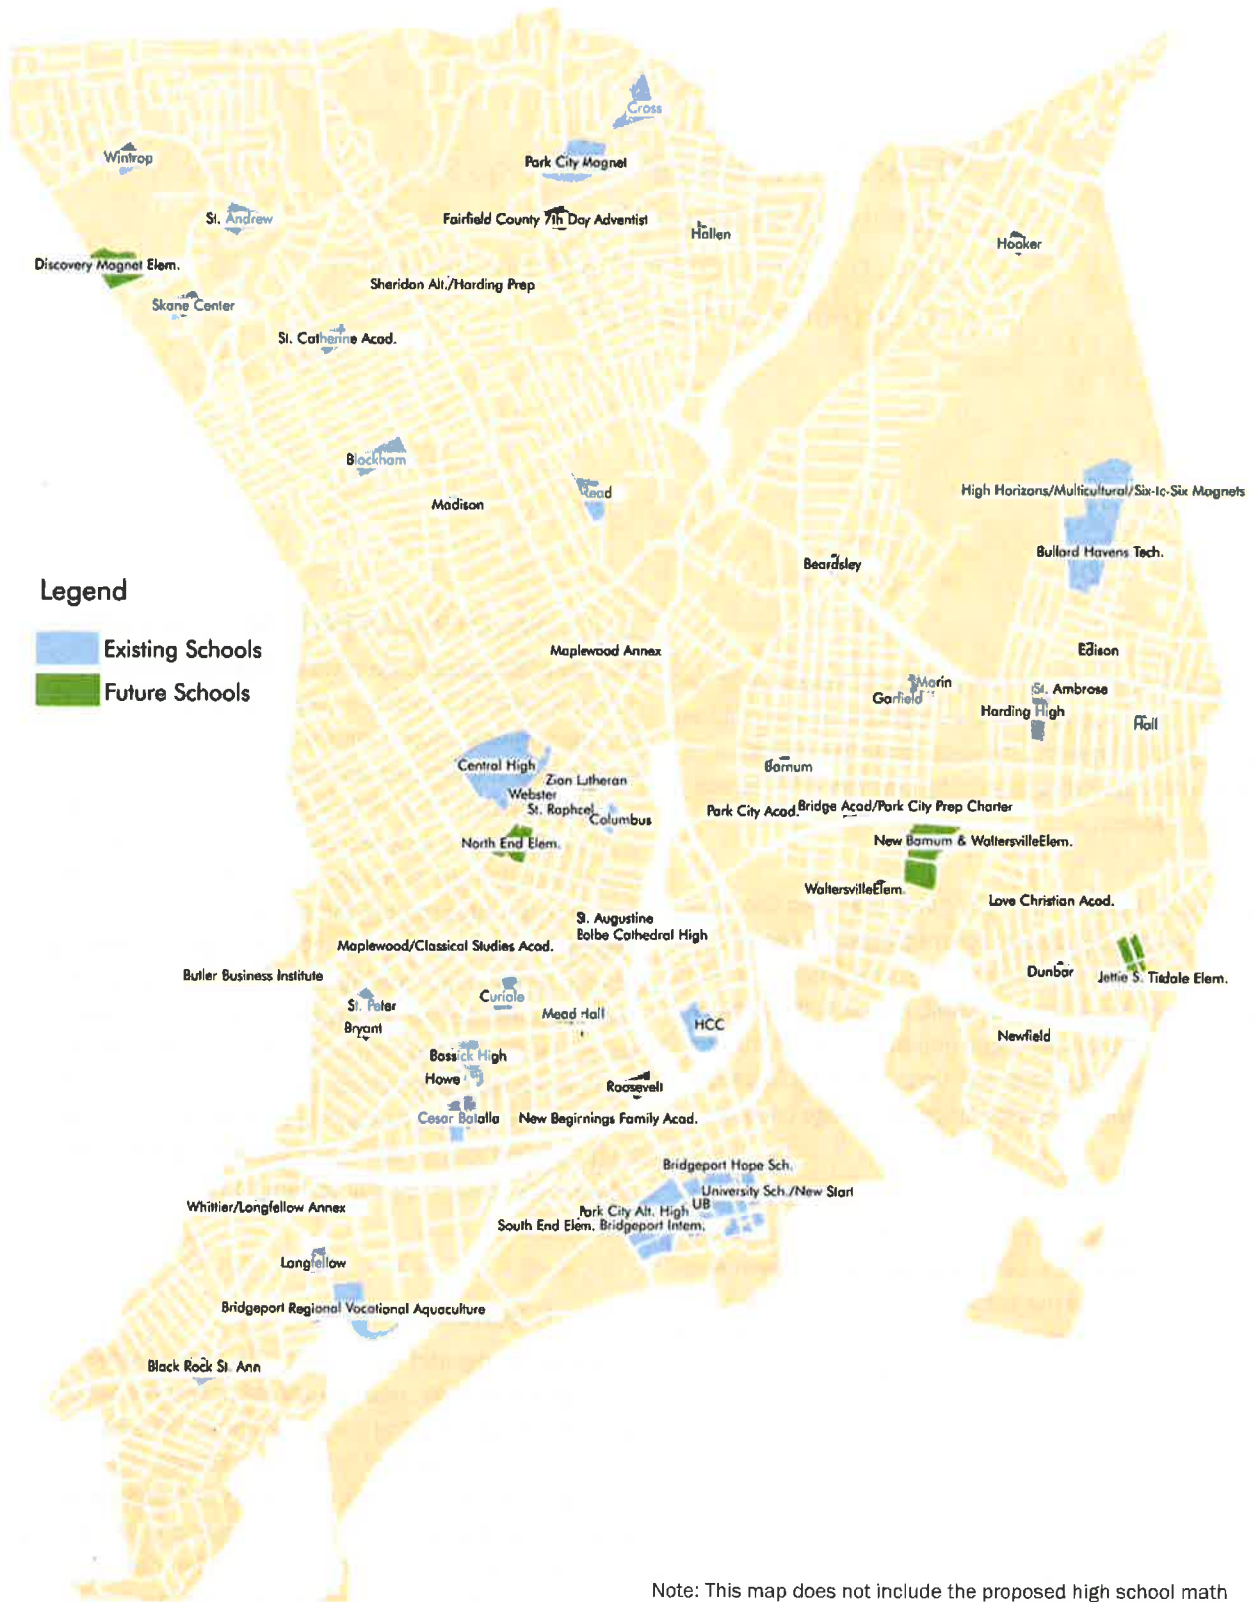 Cross
Wintrop
Park City Magnet
St. Andrew
Fairfield County 7th Day Adventist
Hallen
Hooker
Discovery Magnet Elem.
Sheridan Alt./Harding Prep
Skane Center
St. Catherine Acad.
Blackham
Read
High Horizons/Multicultural/Six-to-Six Magnets
Madison
Bullard Havens Tech.
Beardsley
Legend
Existing Schools
Future Schools
Maplewood Annex
Edison
Marin
Garfield
St. Ambrose
Harding High
Hall
Central High
Barnum
Zion Lutheran
Webster
St. Raphael
Columbus
Park City Acad.
Bridge Acad/Park City Prep Charter
North End Elem.
New Barnum & WaltersvilleElem.
WaltersvilleElem.
Love Christian Acad.
St. Augustine
Kolbe Cathedral High
Maplewood/Classical Studies Acad.
Butler Business Institute
Dunbar
Jettie S. Tisdale Elem.
St. Peter
Curiale
Bryant
Mead Hall
HCC
Newfield
Bassick High
Howe
Roosevelt
Cesar Batalla
New Beginnings Family Acad.
Bridgeport Hope Sch.
University Sch./New Start
UB
Whittier/Longfellow Annex
Park City Alt. High
South End Elem.
Bridgeport Intern.
Longfellow
Bridgeport Regional Vocational Aquaculture
Black Rock St. Ann
Note: This map does not include the proposed high school math